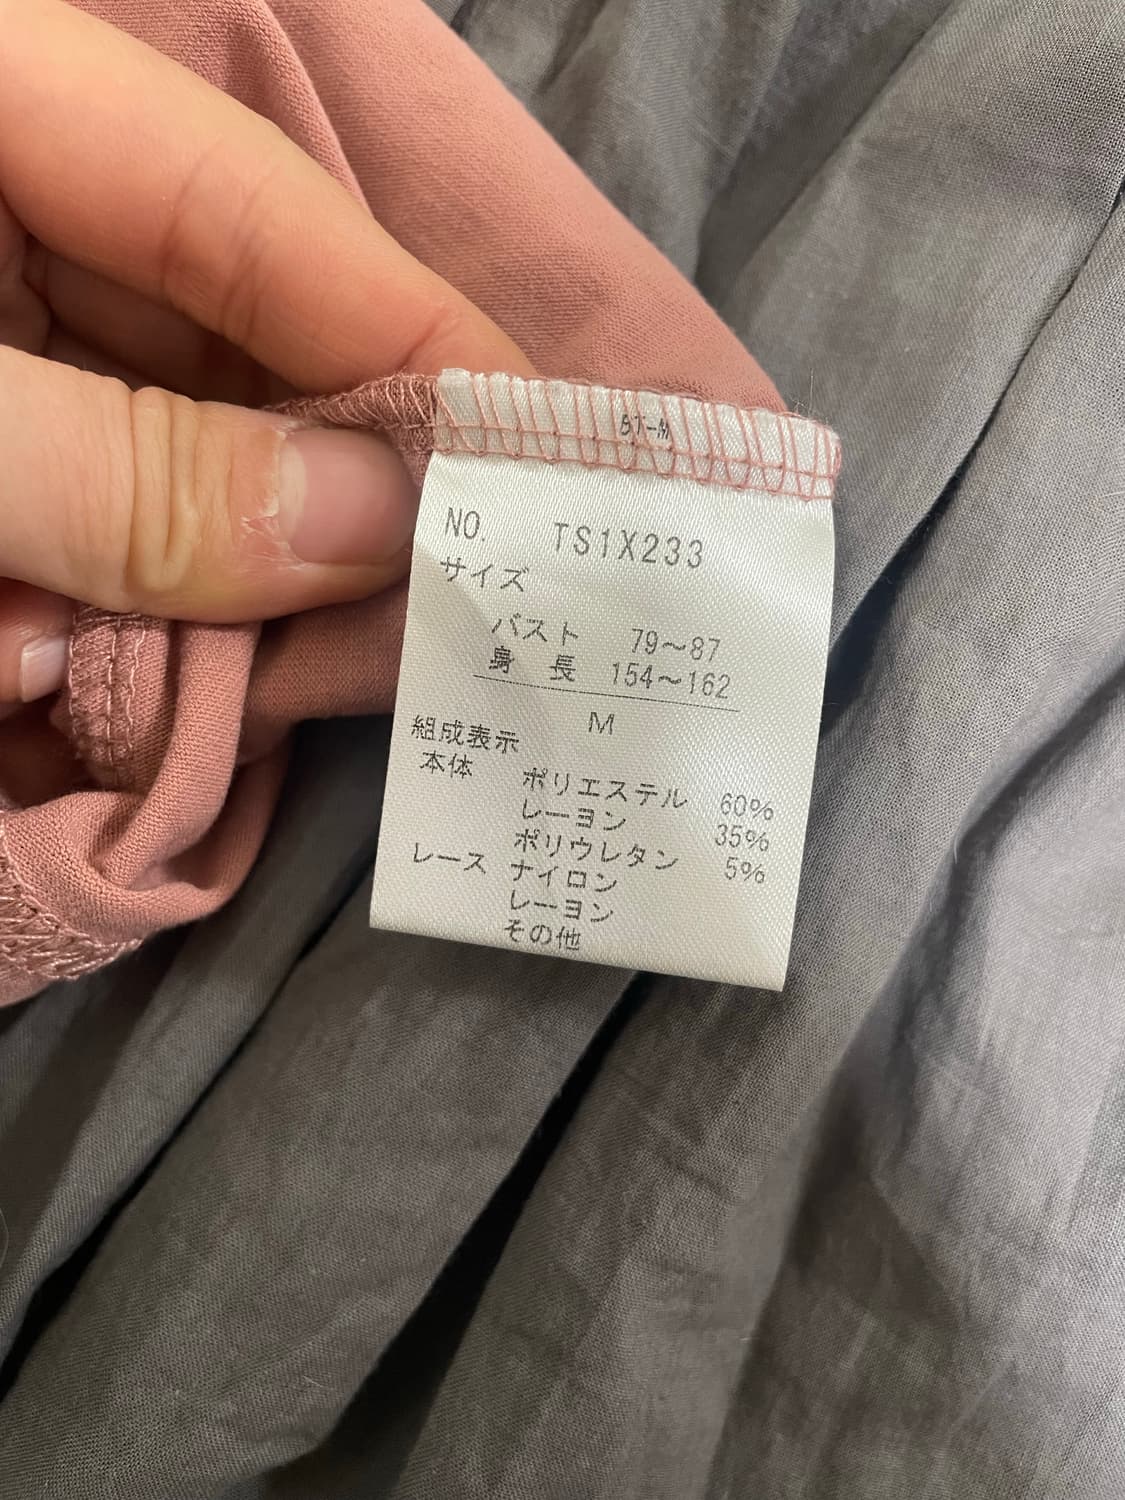 NO. TS1X233
サイズ
バスト 79～87
身 長 154～162
M
組成表示
本体 ポリエステル 60%
レーヨン 35%
ポリウレタン 5%
レース ナイロン
レーヨン
その他